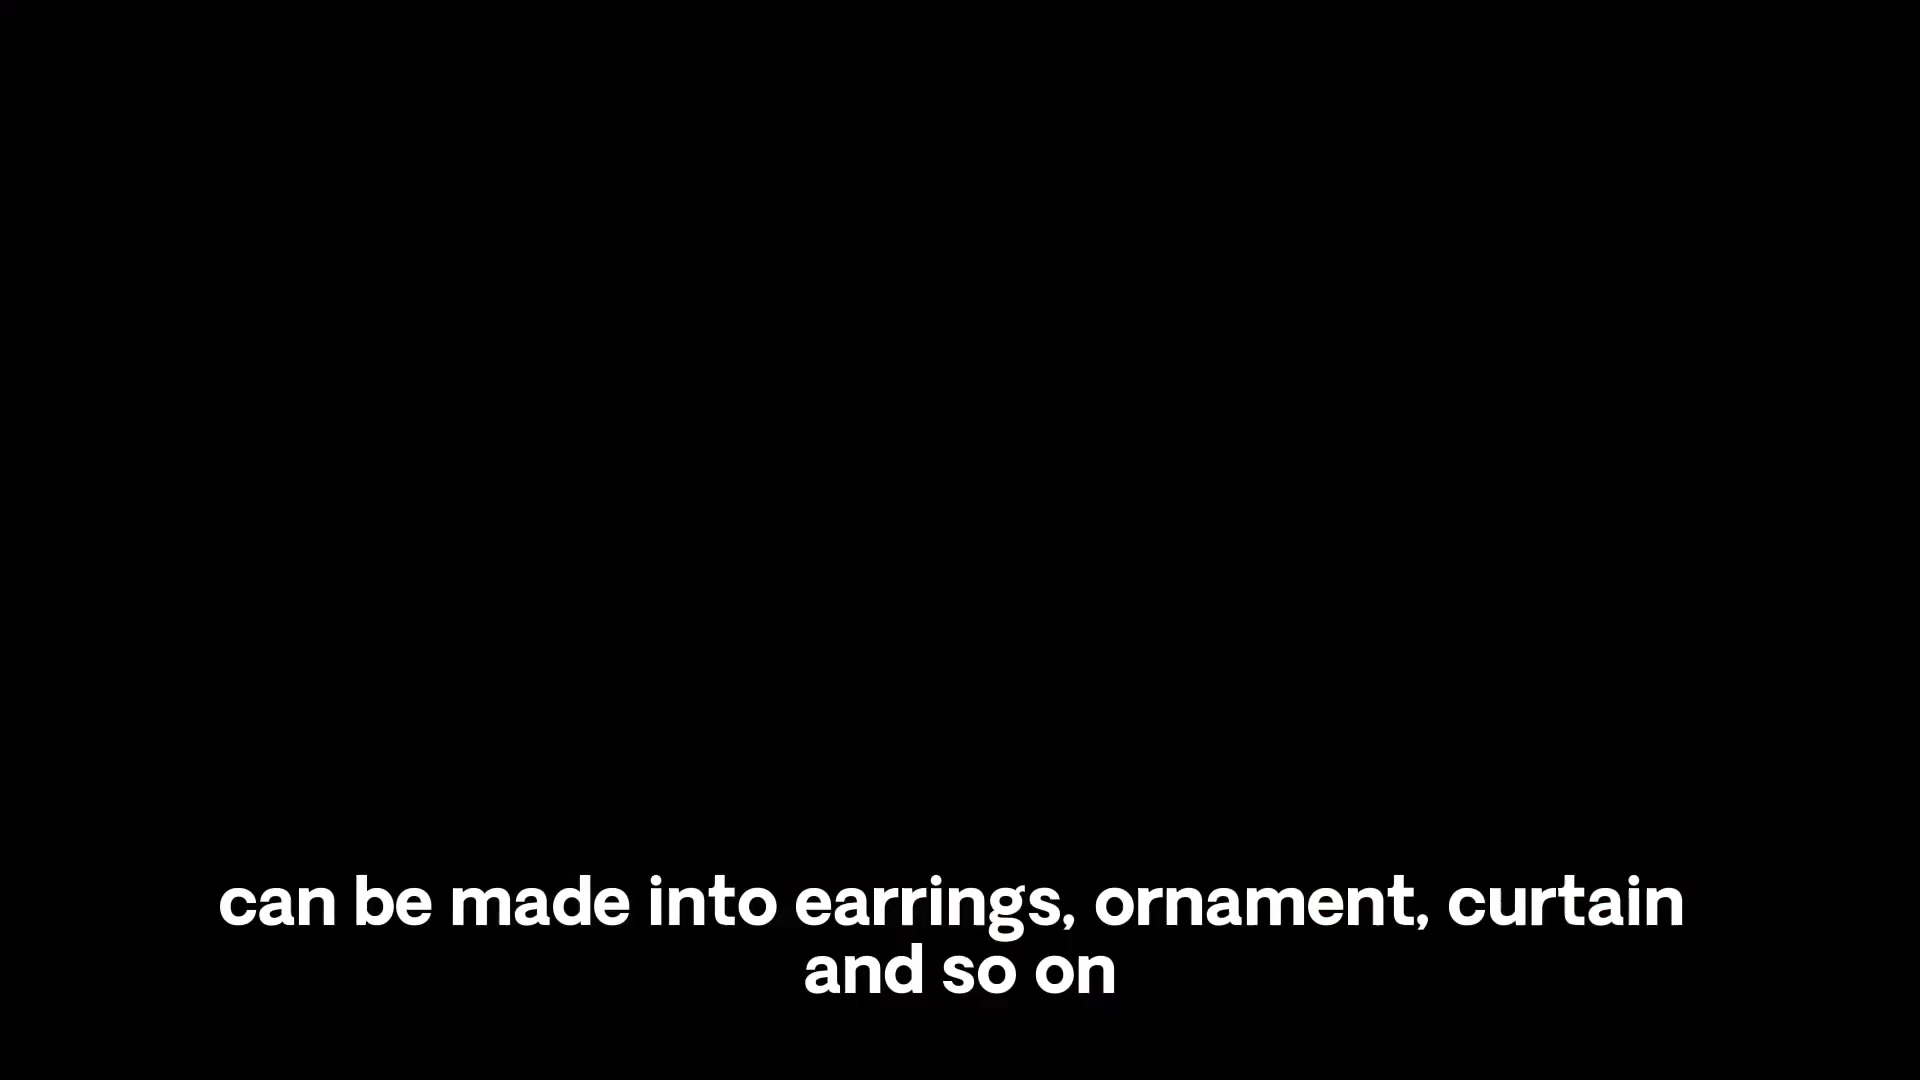 can be made into earrings, ornament, curtain
and so on